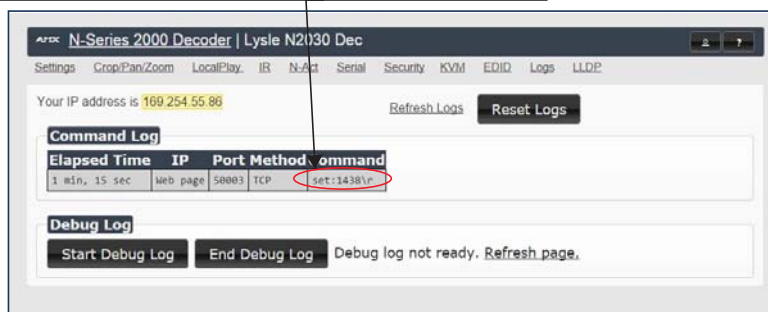 AMX N-Series 2000 Decoder | Lysle N2030 Dec
?
Settings Crop/Pan/Zoom LocalPlay IR N-Act Serial Security KVM EDID Logs LLDP
Your IP address is 169.254.55.86
Refresh Logs
Reset Logs
Command Log
Elapsed Time IP Port Method Command
1 min, 15 sec Web page 50003 TCP set:1438\r
Debug Log
Start Debug Log End Debug Log Debug log not ready. Refresh page.